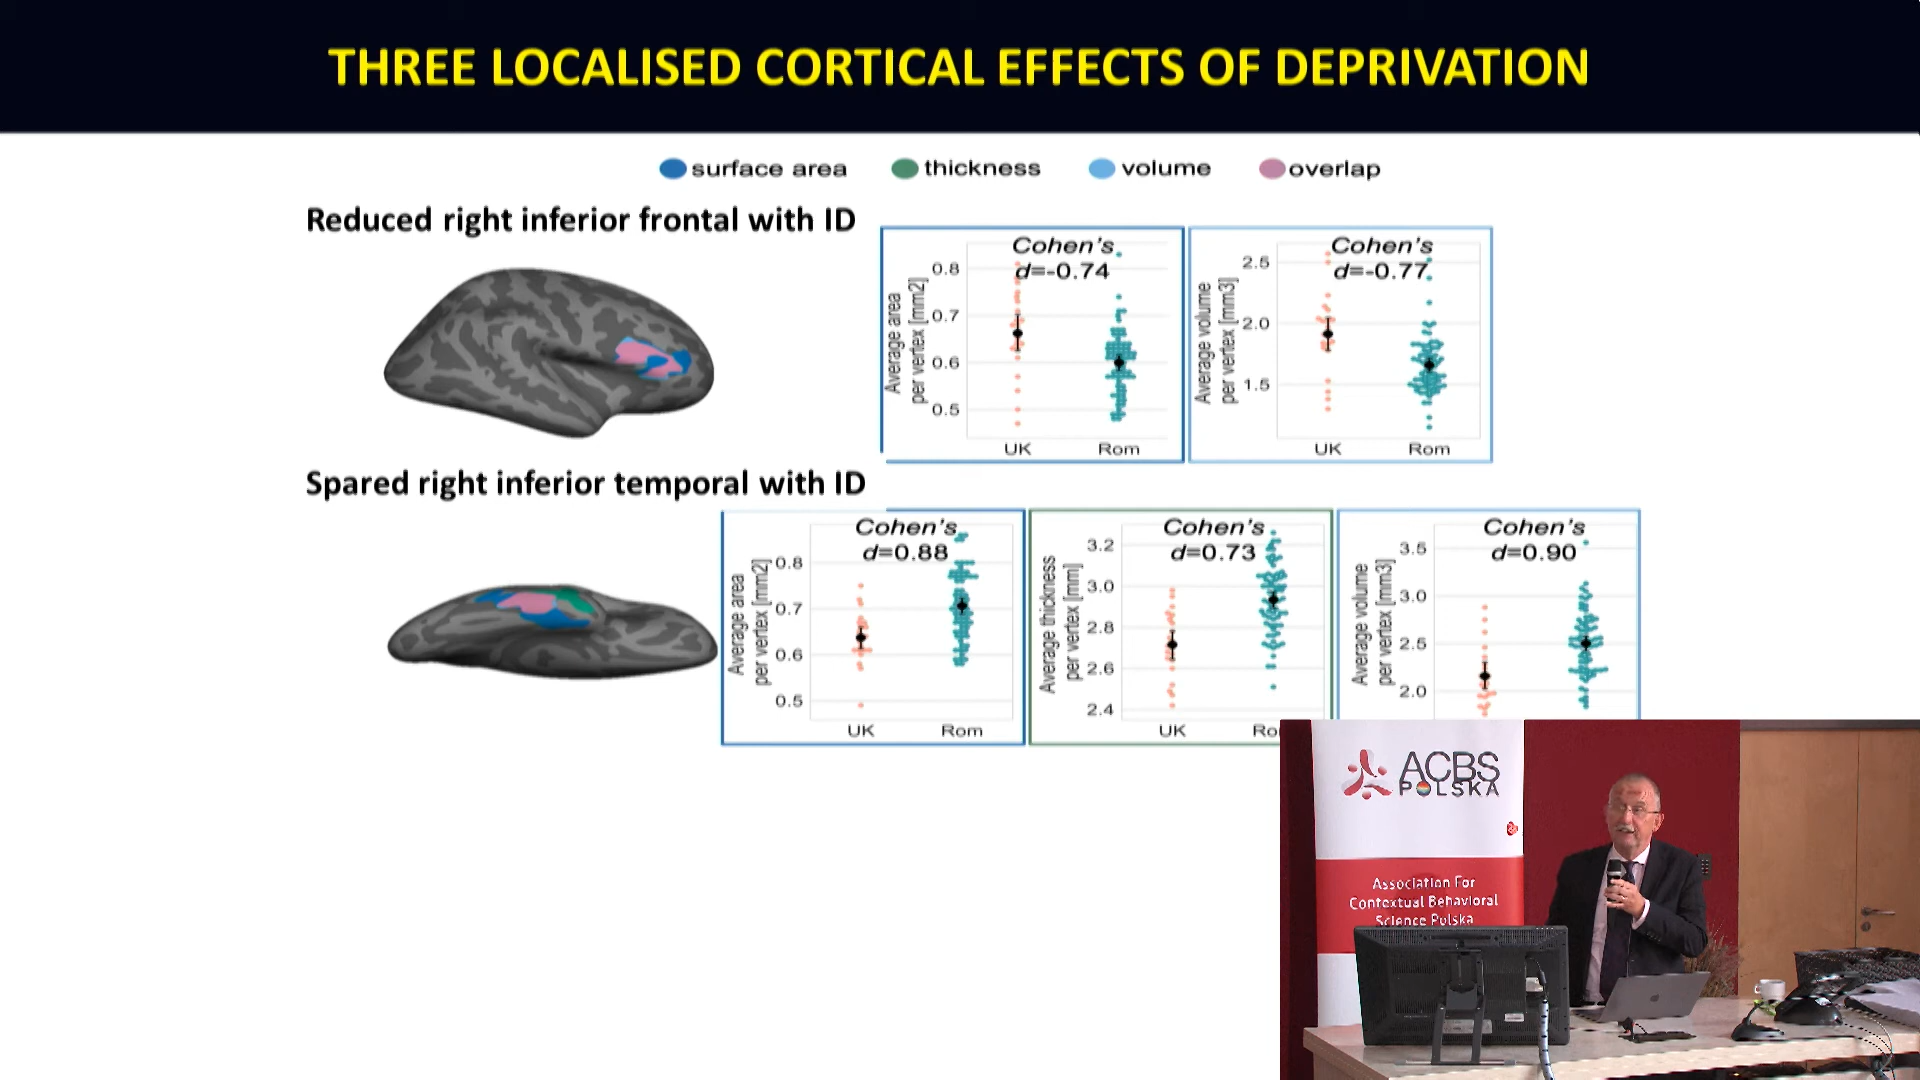 THREE LOCALISED CORTICAL EFFECTS OF DEPRIVATION
surface area thickness volume overlap
Reduced right inferior frontal with ID
Cohen's
d=-0.74
Average area
per vertex [mm2]
0.8
0.7
0.6
0.5
UK Rom
Cohen's
d=-0.77
Average volume
per vertex [mm3]
2.5
2.0
1.5
UK Rom
Spared right inferior temporal with ID
Cohen's
d=0.88
Average area
per vertex [mm2]
0.8
0.7
0.6
0.5
UK Rom
Cohen's
d=0.73
Average thickness
per vertex [mm]
3.2
3.0
2.8
2.6
2.4
UK Ro
Cohen's
d=0.90
Average volume
per vertex [mm3]
3.5
3.0
2.5
2.0
ACBS
POLSKA
Association For
Contextual Behavioral
Science Polska